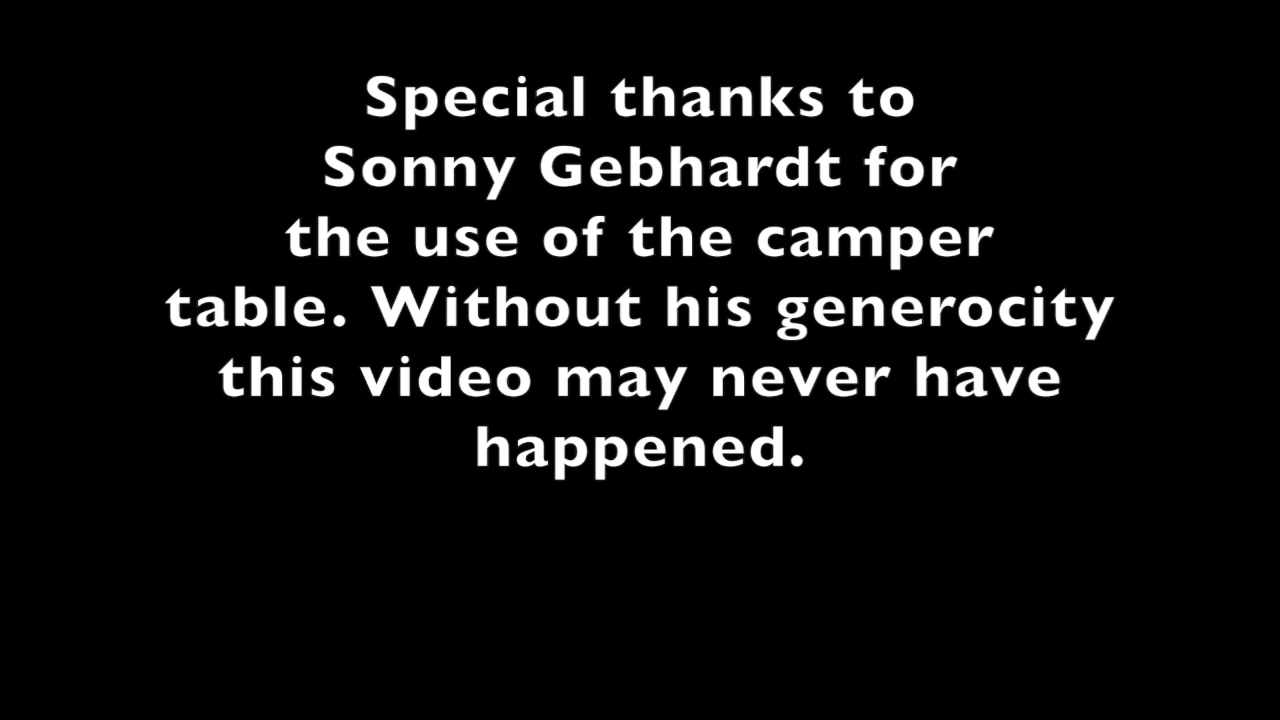 Special thanks to
Sonny Gebhardt for
the use of the camper
table. Without his generocity
this video may never have
happened.